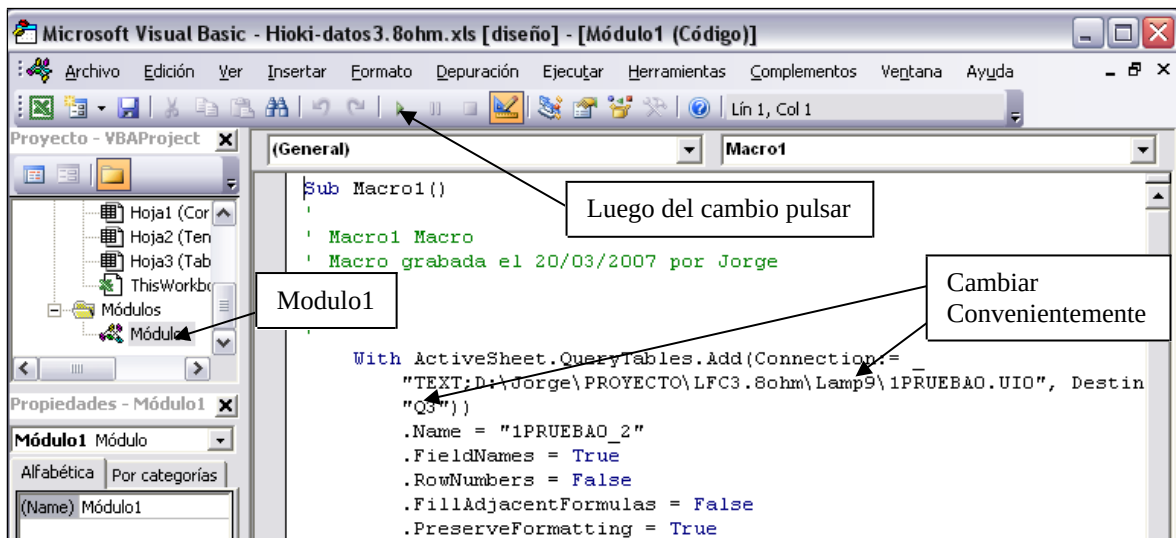 Microsoft Visual Basic - Hioki-datos3.8ohm.xls [diseño] - [Módulo1 (Código)]
Archivo Edición Ver Insertar Formato Depuración Ejecutar Herramientas Complementos Ventana Ayuda
Lín 1, Col 1
Proyecto - VBAProject
(General) Macro1
Hoja1 (Cor
Hoja2 (Ten
Hoja3 (Tab
ThisWorkbo
Módulos
Módulo
Modulo1
Luego del cambio pulsar
Cambiar
Convenientemente
Sub Macro1()
'
' Macro1 Macro
' Macro grabada el 20/03/2007 por Jorge
'
With ActiveSheet.QueryTables.Add(Connection:= _
"TEXT;D:\Jorge\PROYECTO\LFC3.8ohm\Lamp9\1PRUEBA0.UIO", Destin
"Q3"))
.Name = "1PRUEBA0_2"
.FieldNames = True
.RowNumbers = False
.FillAdjacentFormulas = False
.PreserveFormatting = True
Propiedades - Módulo1
Módulo1 Módulo
Alfabética Por categorías
(Name) Módulo1